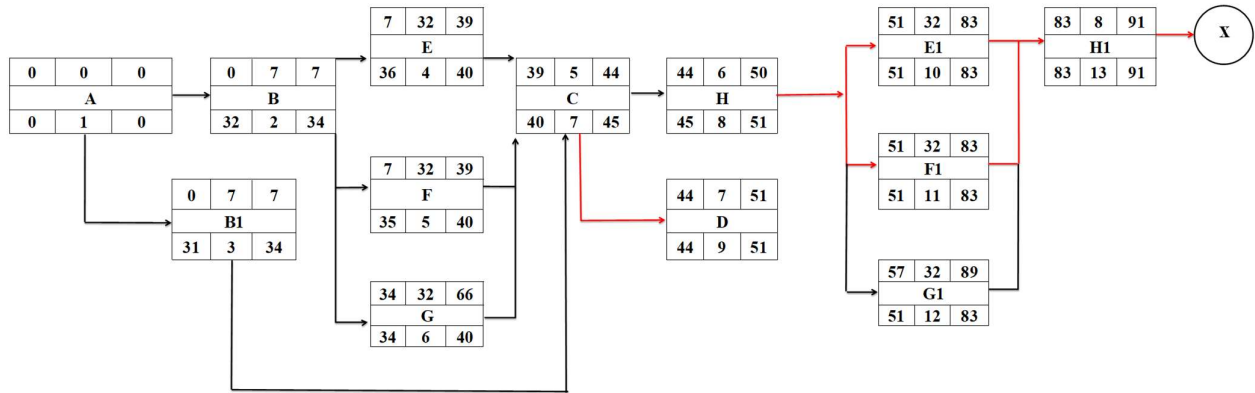 0 0 0
A
0 1 0
0 7 7
B
32 2 34
0 7 7
B1
31 3 34
7 32 39
E
36 4 40
7 32 39
F
35 5 40
34 32 66
G
34 6 40
39 5 44
C
40 7 45
44 6 50
H
45 8 51
44 7 51
D
44 9 51
51 32 83
E1
51 10 83
51 32 83
F1
51 11 83
57 32 89
G1
51 12 83
83 8 91
H1
83 13 91
X